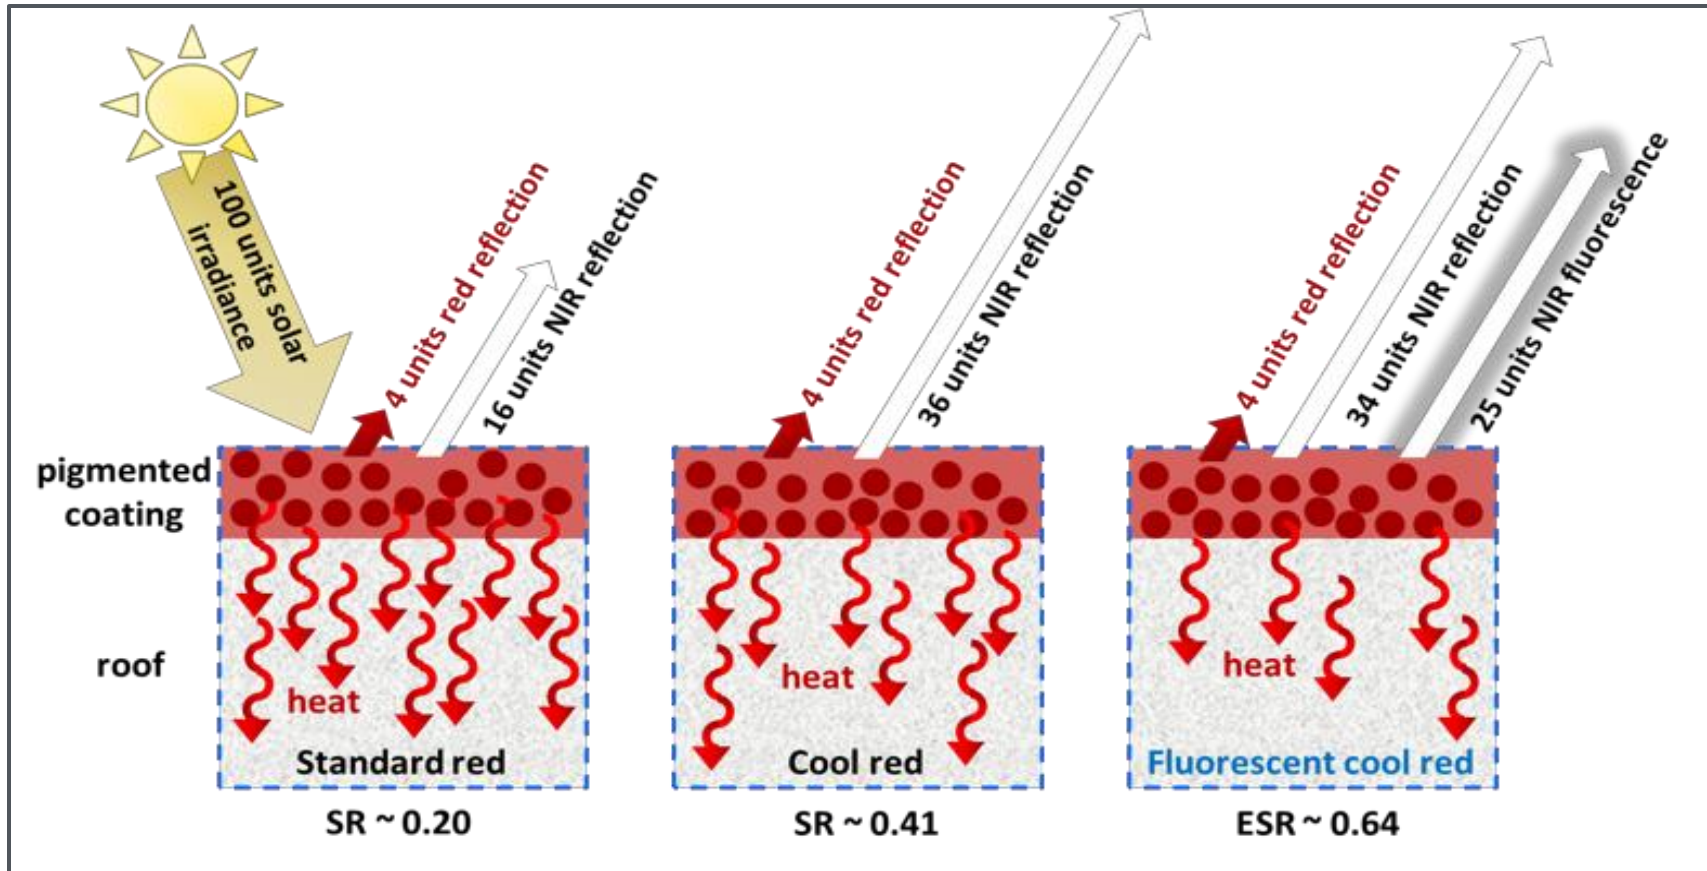 100 units solar
irradiance
4 units red reflection
16 units NIR reflection
4 units red reflection
36 units NIR reflection
4 units red reflection
34 units NIR reflection
25 units NIR fluorescence
pigmented
coating
roof
heat
Standard red
heat
Cool red
heat
Fluorescent cool red
SR ~ 0.20
SR ~ 0.41
ESR ~ 0.64